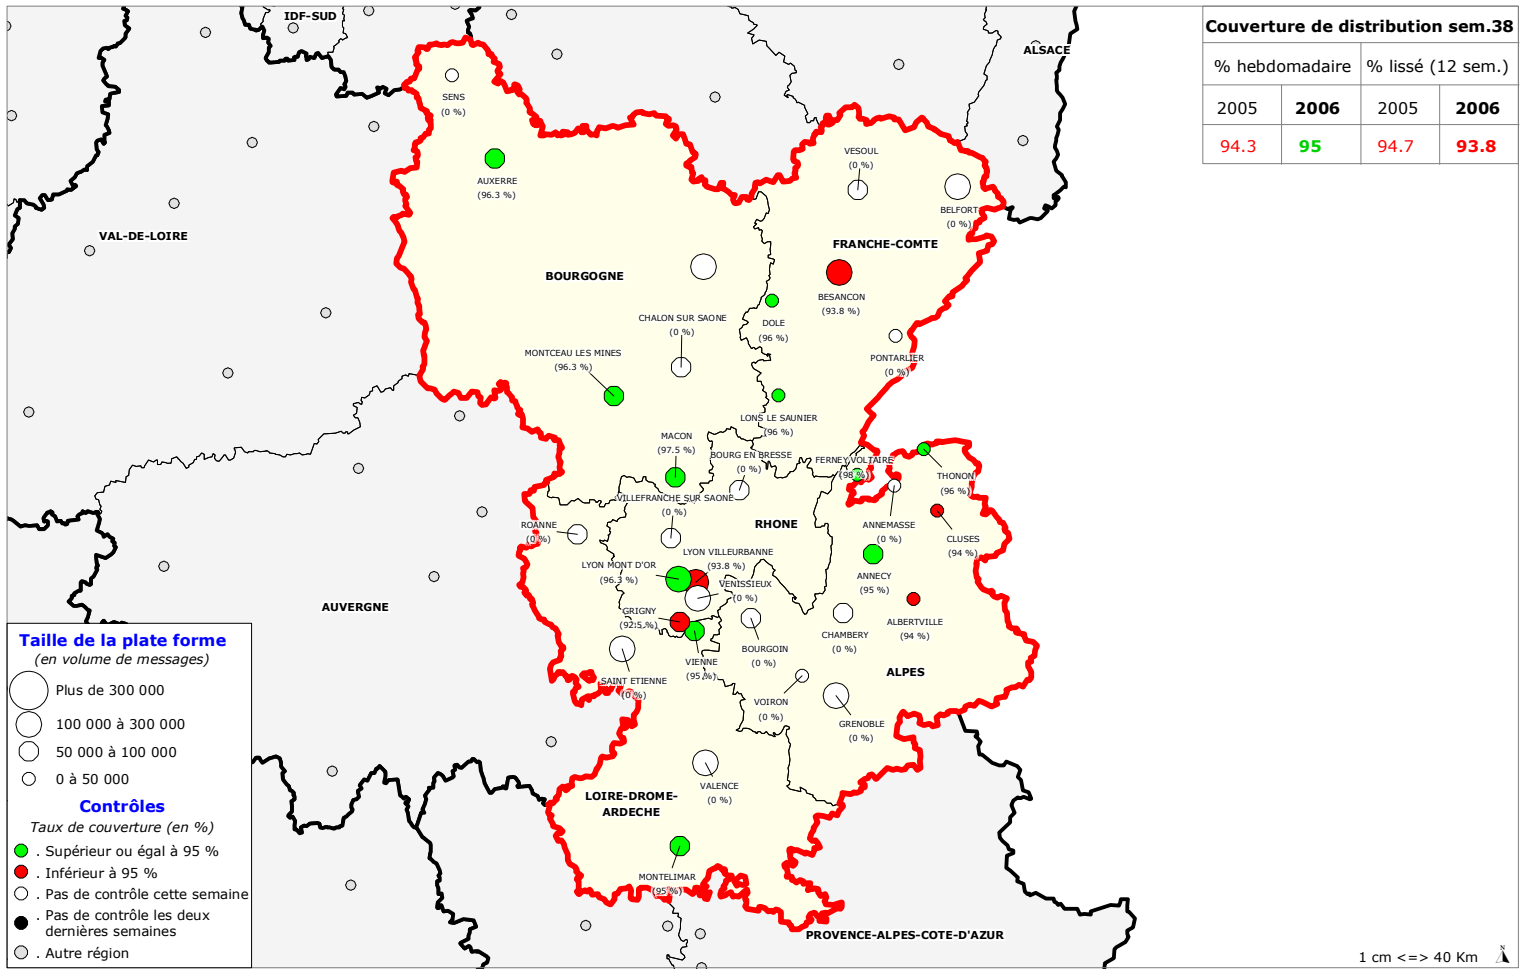 IDF-SUD
ALSACE
Couverture de distribution sem.38
% hebdomadaire % lissé (12 sem.)
2005 2006 2005 2006
94.3 95 94.7 93.8
SENS
(0 %)
AUXERRE
(96.3 %)
VESOUL
(0 %)
BELFORT
(0 %)
VAL-DE-LOIRE
FRANCHE-COMTE
BOURGOGNE
BESANCON
(93.8 %)
CHALON SUR SAONE
(0 %)
DOLE
(96 %)
MONTCEAU LES MINES
(96.3 %)
PONTARLIER
(0 %)
LONS LE SAUNIER
(96 %)
MACON
(97.5 %)
BOURG EN BRESSE
(0 %)
FERNEY VOLTAIRE
(98 %)
THONON
(96 %)
VILLEFRANCHE SUR SAONE
(0 %)
ROANNE
(0 %)
RHONE
ANNEMASSE
(0 %)
CLUSES
(94 %)
LYON VILLEURBANNE
(93.8 %)
LYON MONT D'OR
(96.3 %)
VENISSIEUX
(0 %)
ANNECY
(95 %)
AUVERGNE
GRIGNY
(92.5 %)
ALBERTVILLE
(94 %)
CHAMBERY
(0 %)
BOURGOIN
(0 %)
VIENNE
(95 %)
ALPES
SAINT ETIENNE
(0 %)
VOIRON
(0 %)
GRENOBLE
(0 %)
VALENCE
(0 %)
LOIRE-DROME-
ARDECHE
MONTELIMAR
(95 %)
PROVENCE-ALPES-COTE-D'AZUR
Taille de la plate forme
(en volume de messages)
Plus de 300 000
100 000 à 300 000
50 000 à 100 000
0 à 50 000
Contrôles
Taux de couverture (en %)
. Supérieur ou égal à 95 %
. Inférieur à 95 %
. Pas de contrôle cette semaine
. Pas de contrôle les deux
dernières semaines
. Autre région
1 cm <=> 40 Km
N